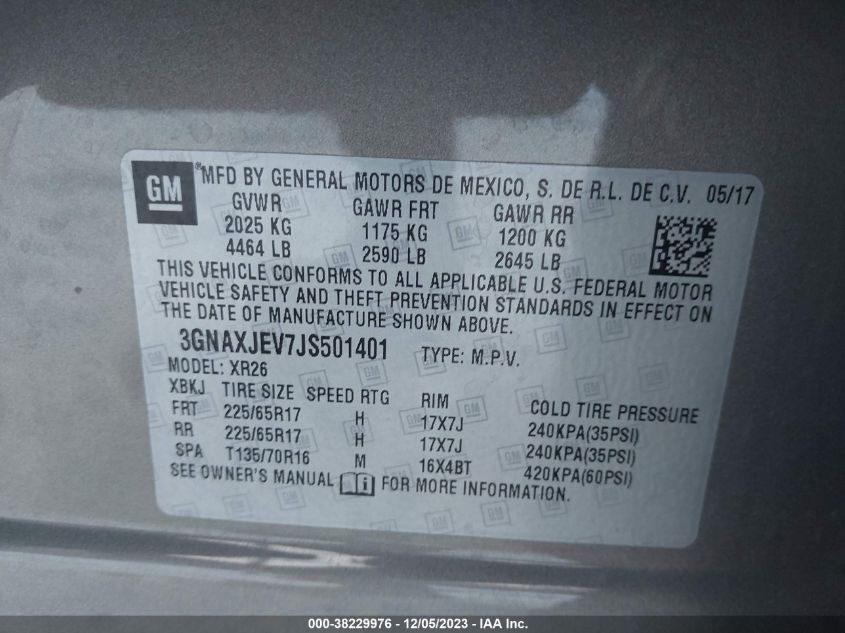 GM ® MFD BY GENERAL MOTORS DE MEXICO, S. DE R.L. DE C.V. 05/17
GVWR GAWR FRT GAWR RR
2025 KG 1175 KG 1200 KG
4464 LB 2590 LB 2645 LB
THIS VEHICLE CONFORMS TO ALL APPLICABLE U.S. FEDERAL MOTOR
VEHICLE SAFETY AND THEFT PREVENTION STANDARDS IN EFFECT ON
THE DATE OF MANUFACTURE SHOWN ABOVE.
3GNAXJEV7JS501401 TYPE: M.P.V.
MODEL: XR26
XBKJ TIRE SIZE SPEED RTG RIM COLD TIRE PRESSURE
FRT 225/65R17 H 17X7J 240KPA(35PSI)
RR 225/65R17 H 17X7J 240KPA(35PSI)
SPA T135/70R16 M 16X4BT 420KPA(60PSI)
SEE OWNER'S MANUAL i FOR MORE INFORMATION.
000-38229976 - 12/05/2023 - IAA Inc.